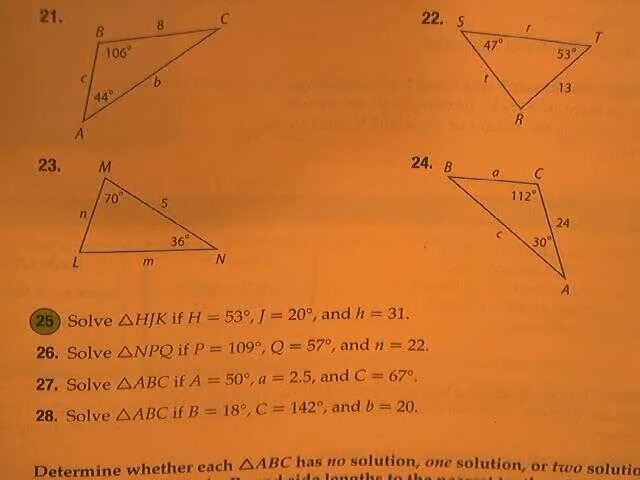 21.
B 8 C
106°
c b
44°
A
22. S r T
47° 53°
t 13
R
23. M
70° 5
n
36°
L m N
24. B a C
112°
c 24
30°
A
25 Solve △HJK if H = 53°, J = 20°, and h = 31.
26. Solve △NPQ if P = 109°, Q = 57°, and n = 22.
27. Solve △ABC if A = 50°, a = 2.5, and C = 67°.
28. Solve △ABC if B = 18°, C = 142°, and b = 20.
Determine whether each △ABC has no solution, one solution, or two solutio